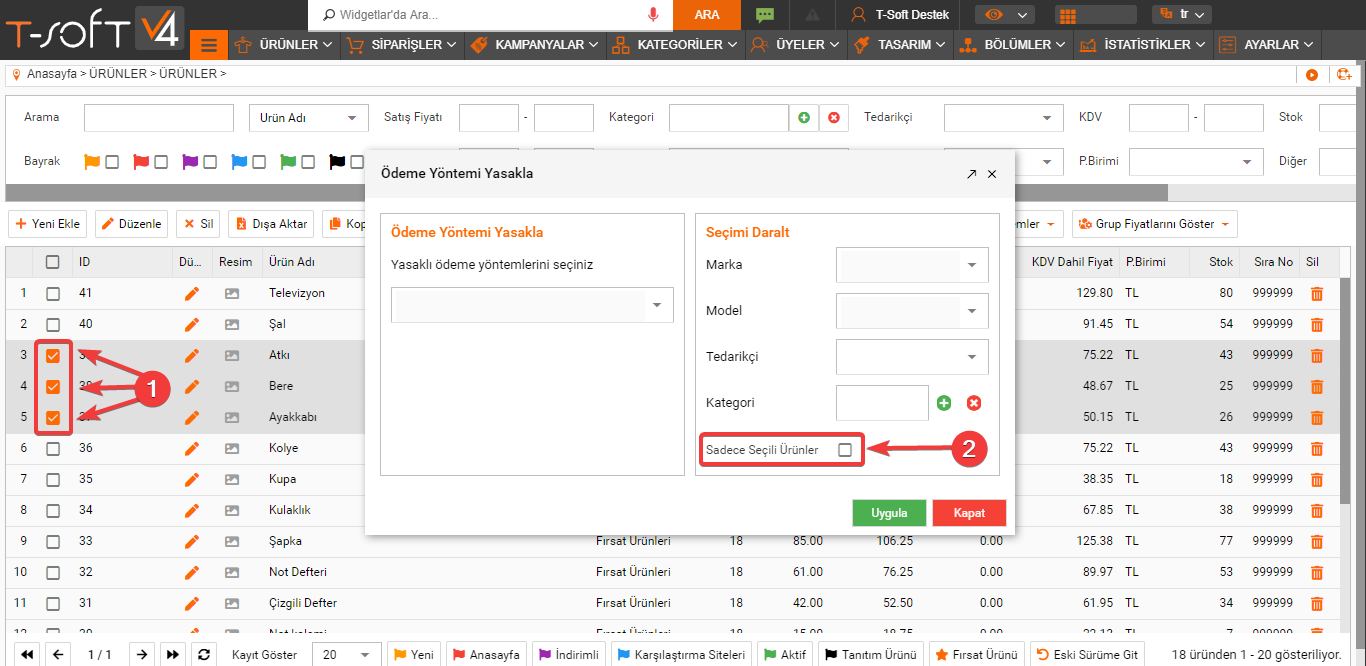 T-SOFT V4
Widgetlar'da Ara...
ARA
T-Soft Destek
tr
ÜRÜNLER
SİPARİŞLER
KAMPANYALAR
KATEGORİLER
ÜYELER
TASARIM
BÖLÜMLER
İSTATİSTİKLER
AYARLAR
Anasayfa > ÜRÜNLER > ÜRÜNLER >
Arama
Ürün Adı
Satış Fiyatı
-
Kategori
Tedarikçi
KDV
-
Stok
Bayrak
P.Birimi
Diğer
Ödeme Yöntemi Yasakla
Yeni Ekle
Düzenle
Sil
Dışa Aktar
Kop
mler
Grup Fiyatlarını Göster
Ödeme Yöntemi Yasakla
Yasaklı ödeme yöntemlerini seçiniz
Seçimi Daralt
Marka
Model
Tedarikçi
Kategori
Sadece Seçili Ürünler
1
2
Uygula
Kapat
ID Dü... Resim Ürün Adı KDV Dahil Fiyat P.Birimi Stok Sıra No Sil
1 41 Televizyon 129.80 TL 80 999999
2 40 Şal 91.45 TL 54 999999
3 Atkı 75.22 TL 43 999999
4 Bere 48.67 TL 25 999999
5 Ayakkabı 50.15 TL 26 999999
6 36 Kolye 75.22 TL 43 999999
7 35 Kupa 38.35 TL 18 999999
8 34 Kulaklık 67.85 TL 38 999999
9 33 Şapka Fırsat Ürünleri 18 85.00 106.25 0.00 125.38 TL 77 999999
10 32 Not Defteri Fırsat Ürünleri 18 61.00 76.25 0.00 89.97 TL 53 999999
11 31 Çizgili Defter Fırsat Ürünleri 18 42.00 52.50 0.00 61.95 TL 34 999999
1 / 1
Kayıt Göster
20
Yeni
Anasayfa
İndirimli
Karşılaştırma Siteleri
Aktif
Tanıtım Ürünü
Fırsat Ürünü
Eski Sürüme Git
18 üründen 1 - 20 gösteriliyor.